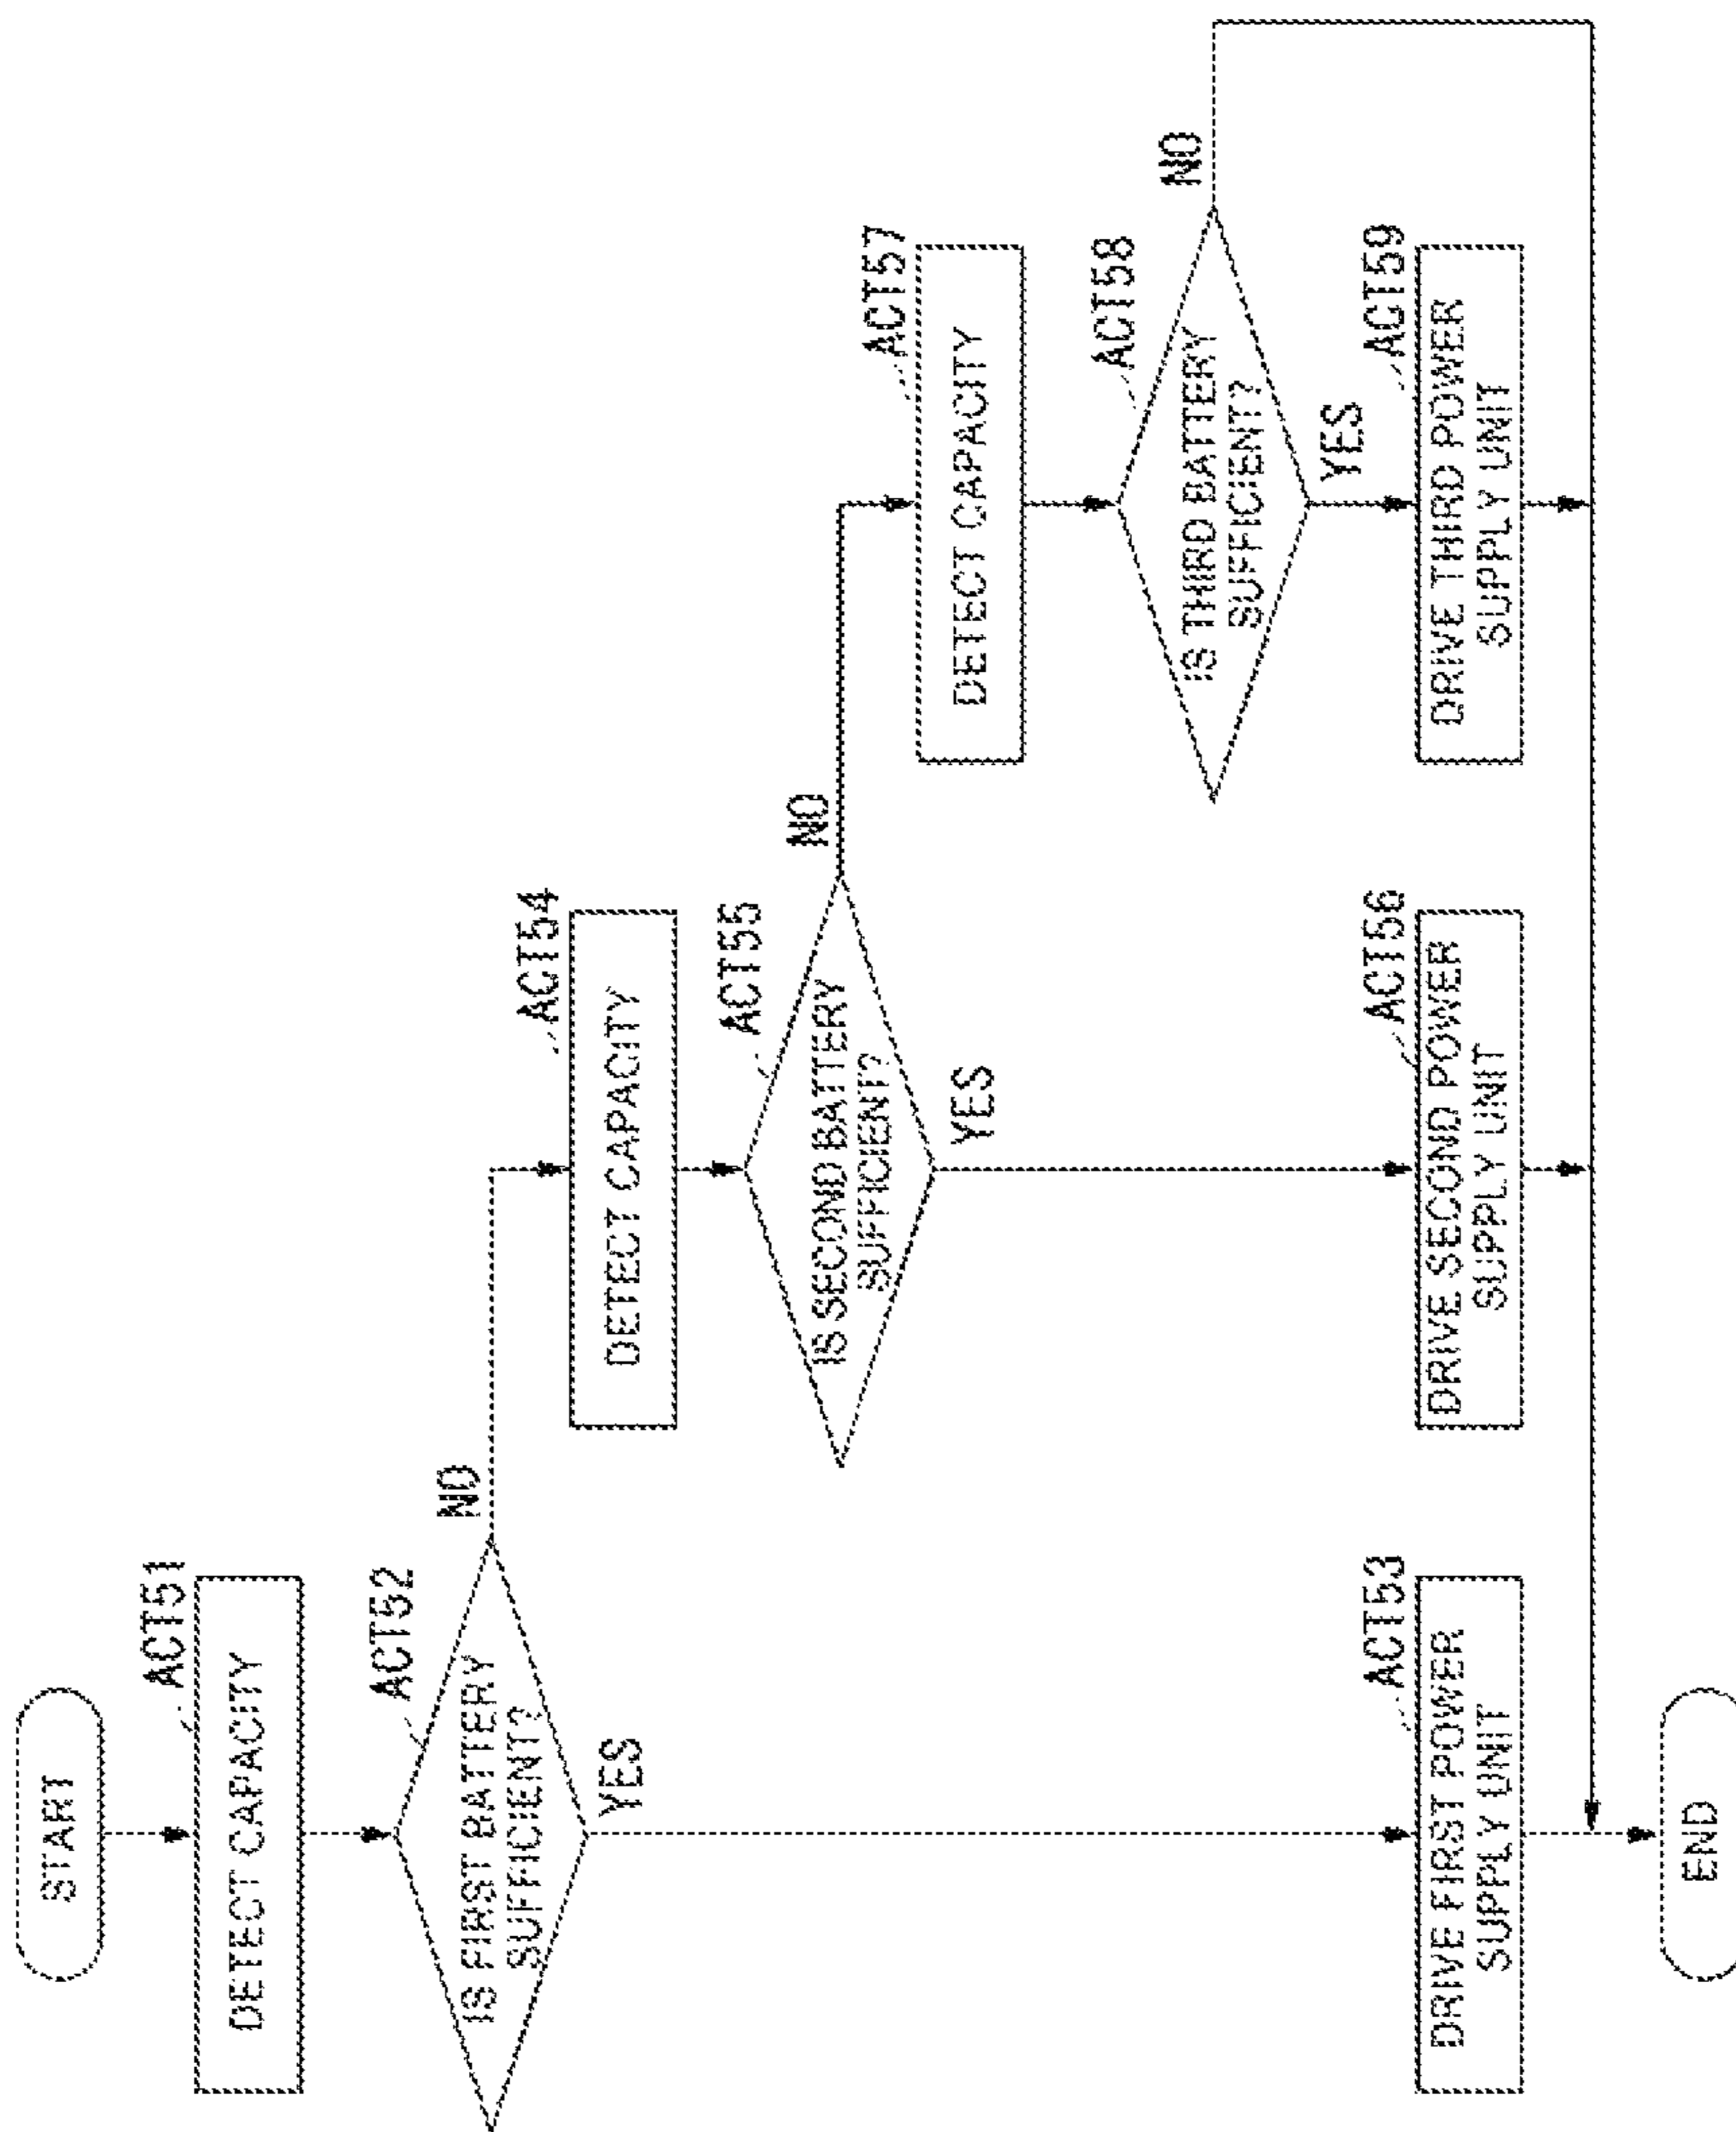 START
ACT51
DETECT CAPACITY
ACT52
IS FIRST BATTERY
SUFFICIENT?
NO
YES
ACT54
DETECT CAPACITY
ACT55
IS SECOND BATTERY
SUFFICIENT?
NO
YES
ACT57
DETECT CAPACITY
ACT58
IS THIRD BATTERY
SUFFICIENT?
NO
YES
ACT53
DRIVE FIRST POWER
SUPPLY UNIT
ACT56
DRIVE SECOND POWER
SUPPLY UNIT
ACT59
DRIVE THIRD POWER
SUPPLY UNIT
END